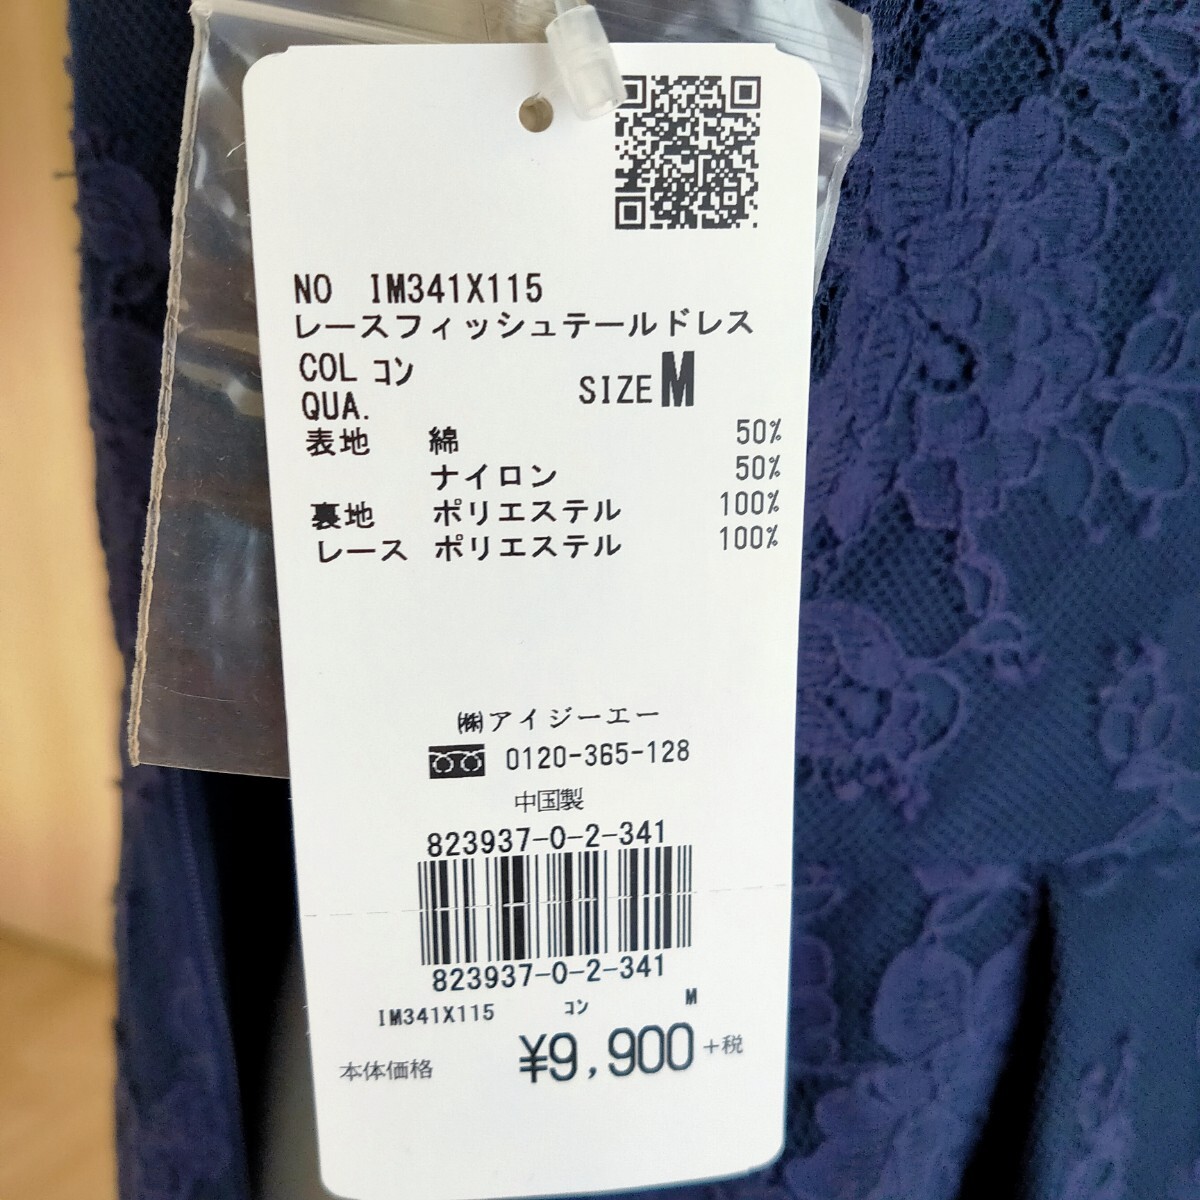 NO IM341X115
レースフィッシュテールドレス
COL コン
SIZE M
QUA.
表地 綿 50%
ナイロン 50%
裏地 ポリエステル 100%
レース ポリエステル 100%
㈱アイジーエー
0120-365-128
中国製
823937-0-2-341
823937-0-2-341
IM341X115 コン M
本体価格 ¥9,900+税